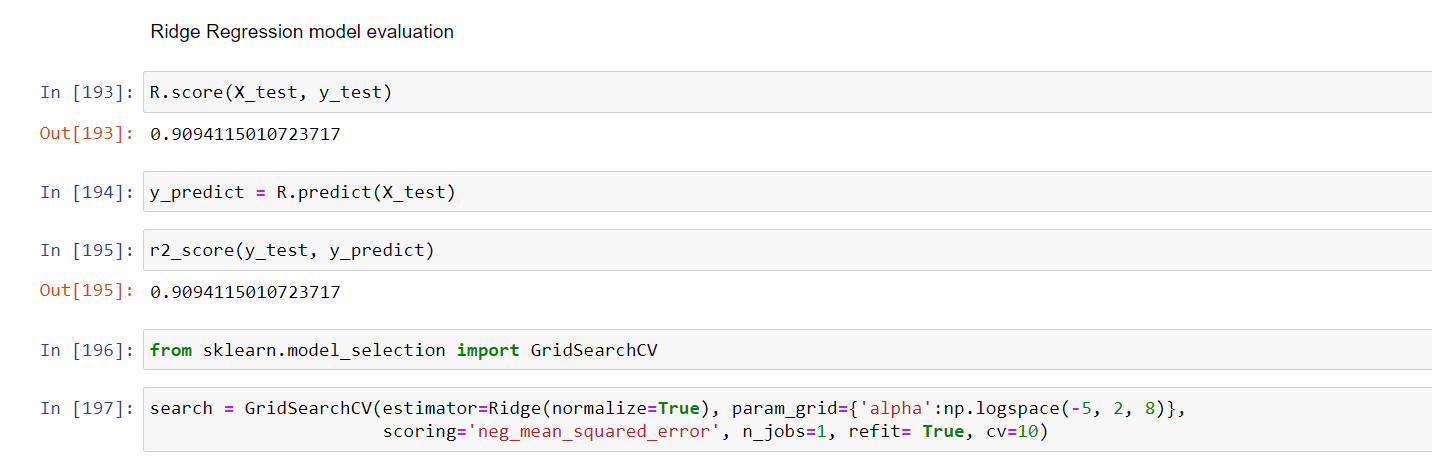 Ridge Regression model evaluation
In [193]: R.score(X_test, y_test)
Out[193]: 0.9094115010723717
In [194]: y_predict = R.predict(X_test)
In [195]: r2_score(y_test, y_predict)
Out[195]: 0.9094115010723717
In [196]: from sklearn.model_selection import GridSearchCV
In [197]: search = GridSearchCV(estimator=Ridge(normalize=True), param_grid={'alpha':np.logspace(-5, 2, 8)},
scoring='neg_mean_squared_error', n_jobs=1, refit= True, cv=10)